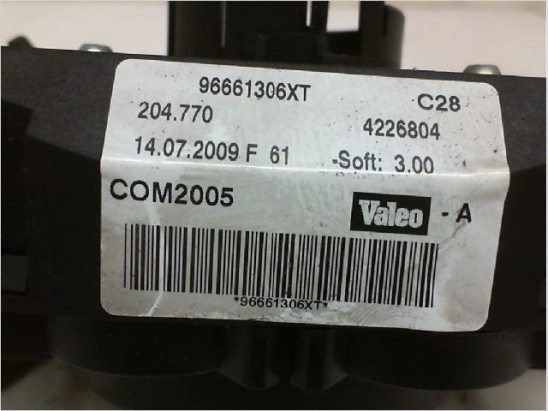 96661306XT C28
204.770 4226804
14.07.2009 F 61 -Soft: 3.00
COM2005 Valeo - A
*96661306XT*